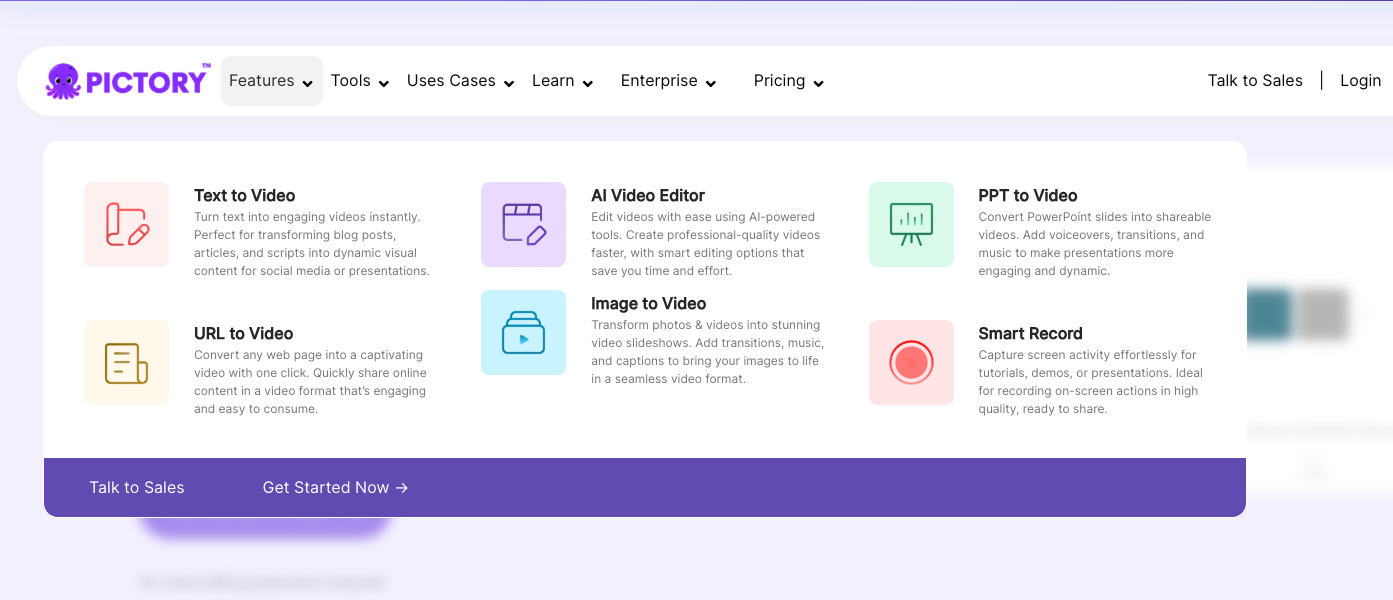 PICTORY™
Features
Tools
Uses Cases
Learn
Enterprise
Pricing
Talk to Sales
|
Login
Text to Video
Turn text into engaging videos instantly.
Perfect for transforming blog posts,
articles, and scripts into dynamic visual
content for social media or presentations.
AI Video Editor
Edit videos with ease using AI-powered
tools. Create professional-quality videos
faster, with smart editing options that
save you time and effort.
PPT to Video
Convert PowerPoint slides into shareable
videos. Add voiceovers, transitions, and
music to make presentations more
engaging and dynamic.
URL to Video
Convert any web page into a captivating
video with one click. Quickly share online
content in a video format that’s engaging
and easy to consume.
Image to Video
Transform photos & videos into stunning
video slideshows. Add transitions, music,
and captions to bring your images to life
in a seamless video format.
Smart Record
Capture screen activity effortlessly for
tutorials, demos, or presentations. Ideal
for recording on-screen actions in high
quality, ready to share.
Talk to Sales
Get Started Now →